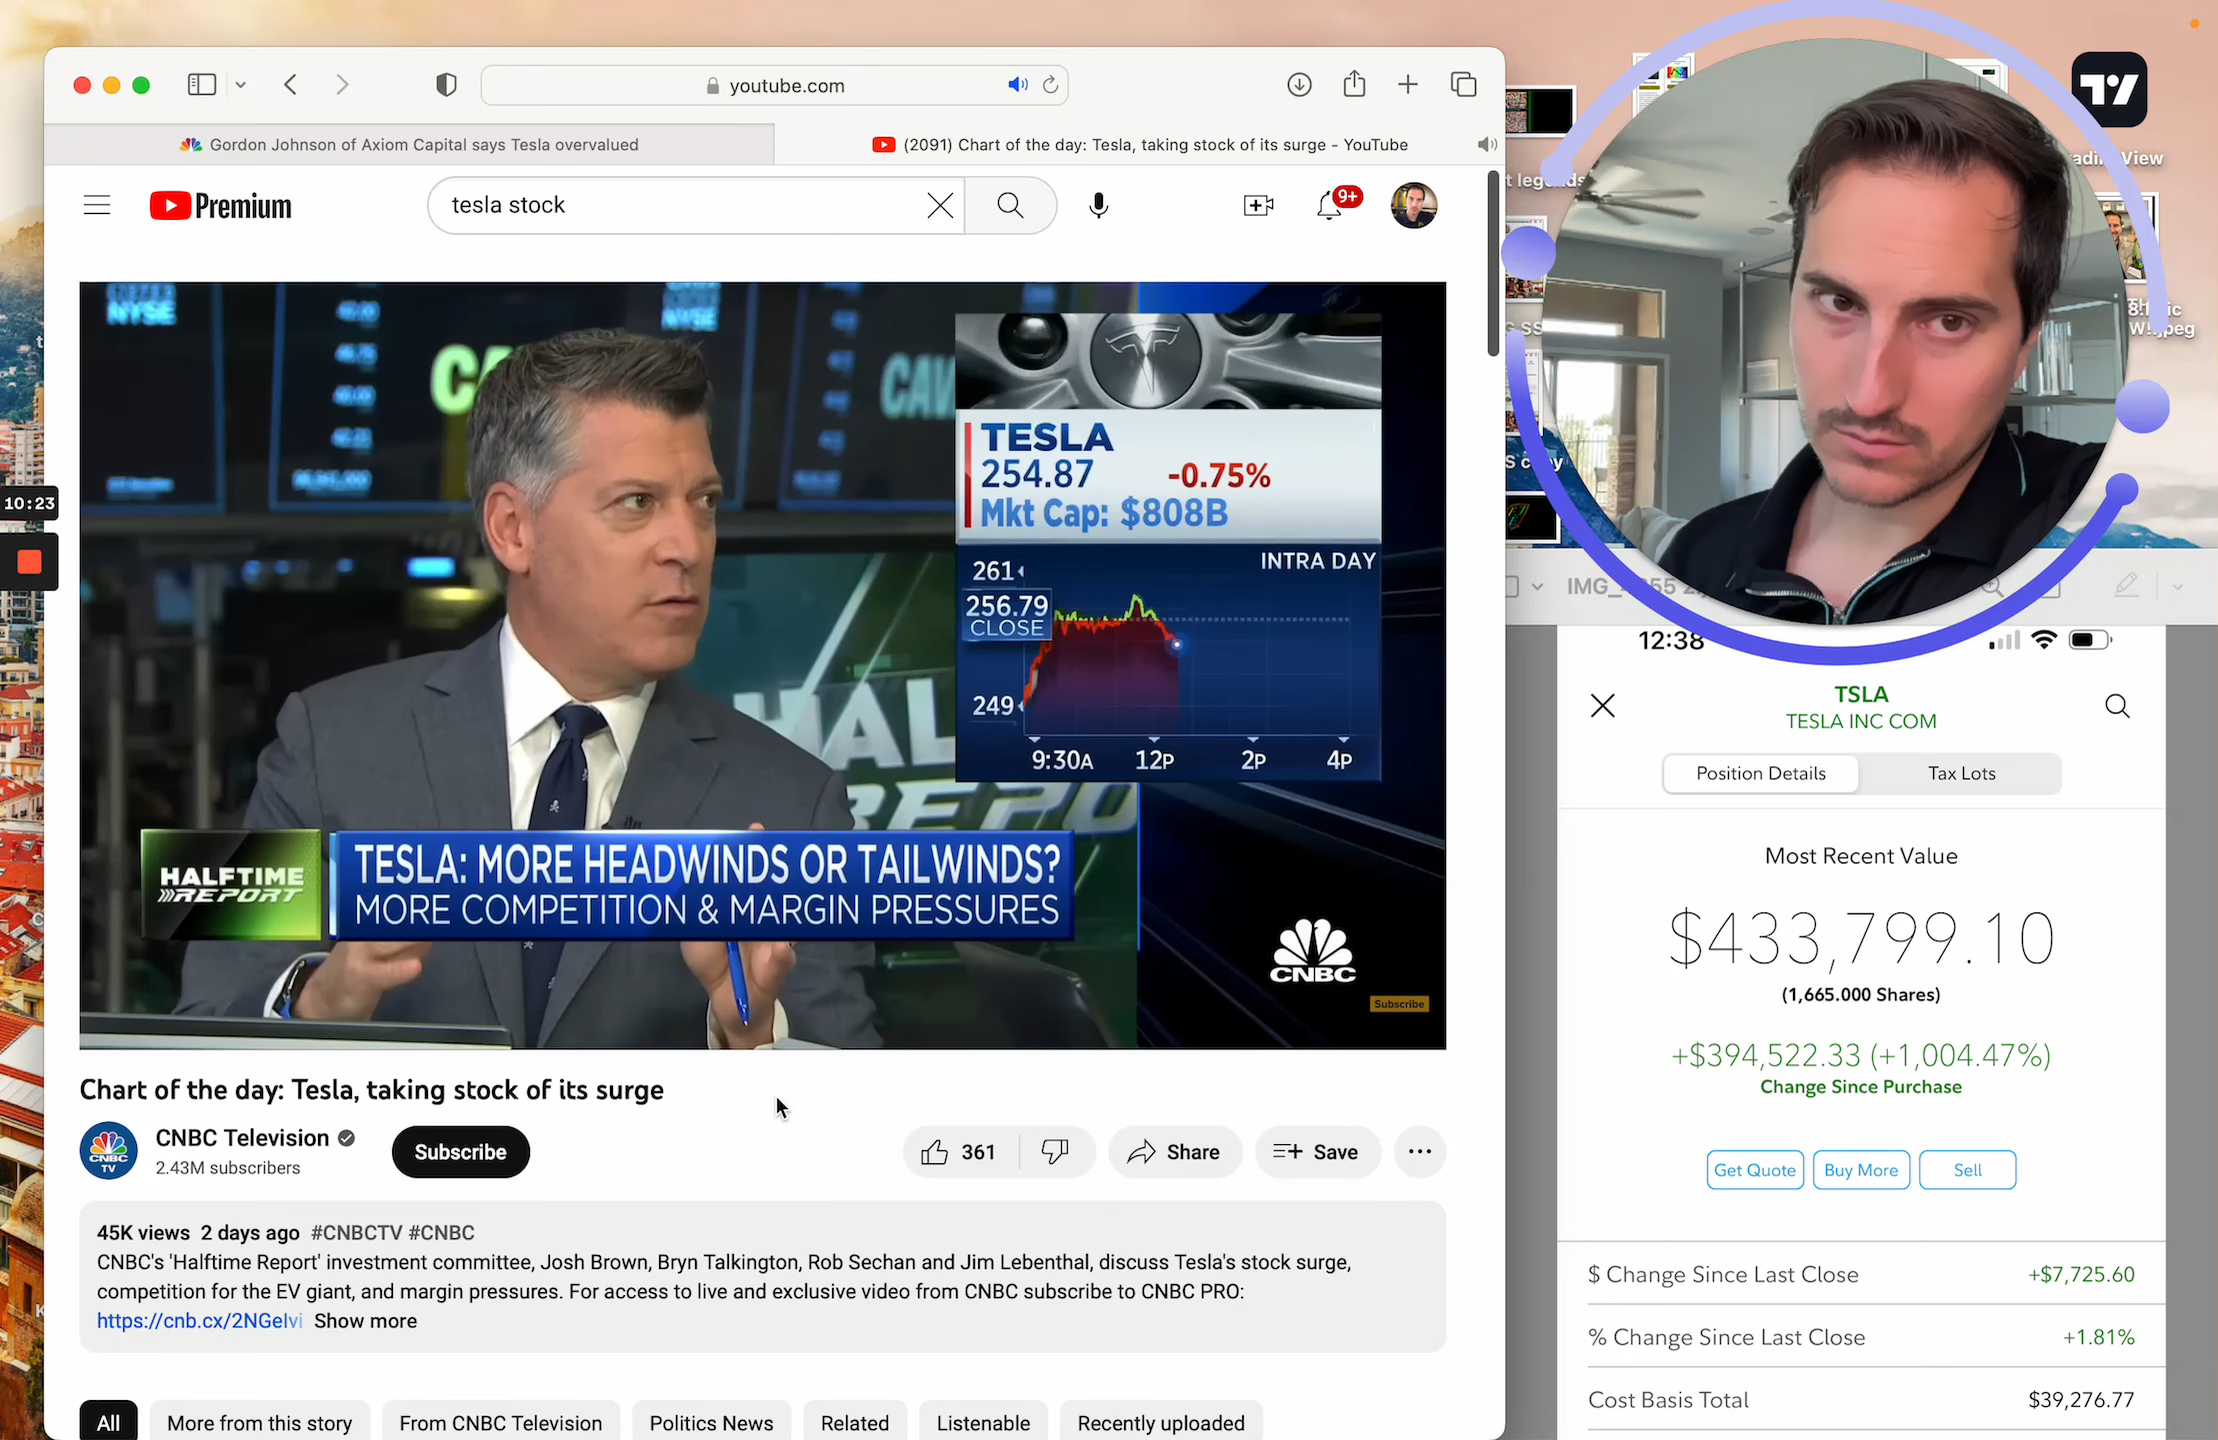 youtube.com
Gordon Johnson of Axiom Capital says Tesla overvalued
(2091) Chart of the day: Tesla, taking stock of its surge - YouTube
Premium
tesla stock
9+
NYSE
NYSE
CAV
TESLA
254.87 -0.75%
Mkt Cap: $808B
INTRA DAY
261
256.79
CLOSE
249
9:30A 12P 2P 4P
HALFTIME
REPORT
TESLA: MORE HEADWINDS OR TAILWINDS?
MORE COMPETITION & MARGIN PRESSURES
CNBC
Subscribe
10:23
Chart of the day: Tesla, taking stock of its surge
CNBC
TV
CNBC Television
2.43M subscribers
Subscribe
361
Share
Save
45K views 2 days ago #CNBCTV #CNBC
CNBC's 'Halftime Report' investment committee, Josh Brown, Bryn Talkington, Rob Sechan and Jim Lebenthal, discuss Tesla's stock surge,
competition for the EV giant, and margin pressures. For access to live and exclusive video from CNBC subscribe to CNBC PRO:
https://cnb.cx/2NGelvi Show more
All
More from this story
From CNBC Television
Politics News
Related
Listenable
Recently uploaded
View
12:38
TSLA
TESLA INC COM
Position Details
Tax Lots
Most Recent Value
$433,799.10
(1,665.000 Shares)
+$394,522.33 (+1,004.47%)
Change Since Purchase
Get Quote
Buy More
Sell
$ Change Since Last Close +$7,725.60
% Change Since Last Close +1.81%
Cost Basis Total $39,276.77